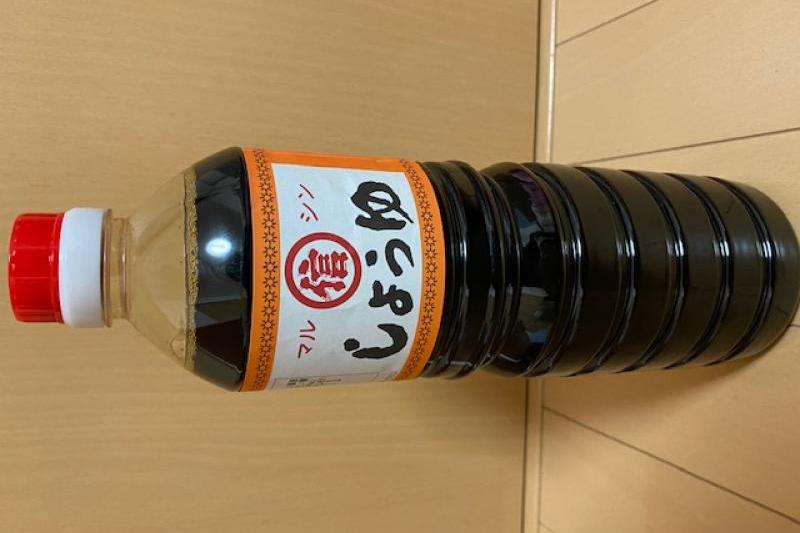 マル 信 シン
しょうゆ